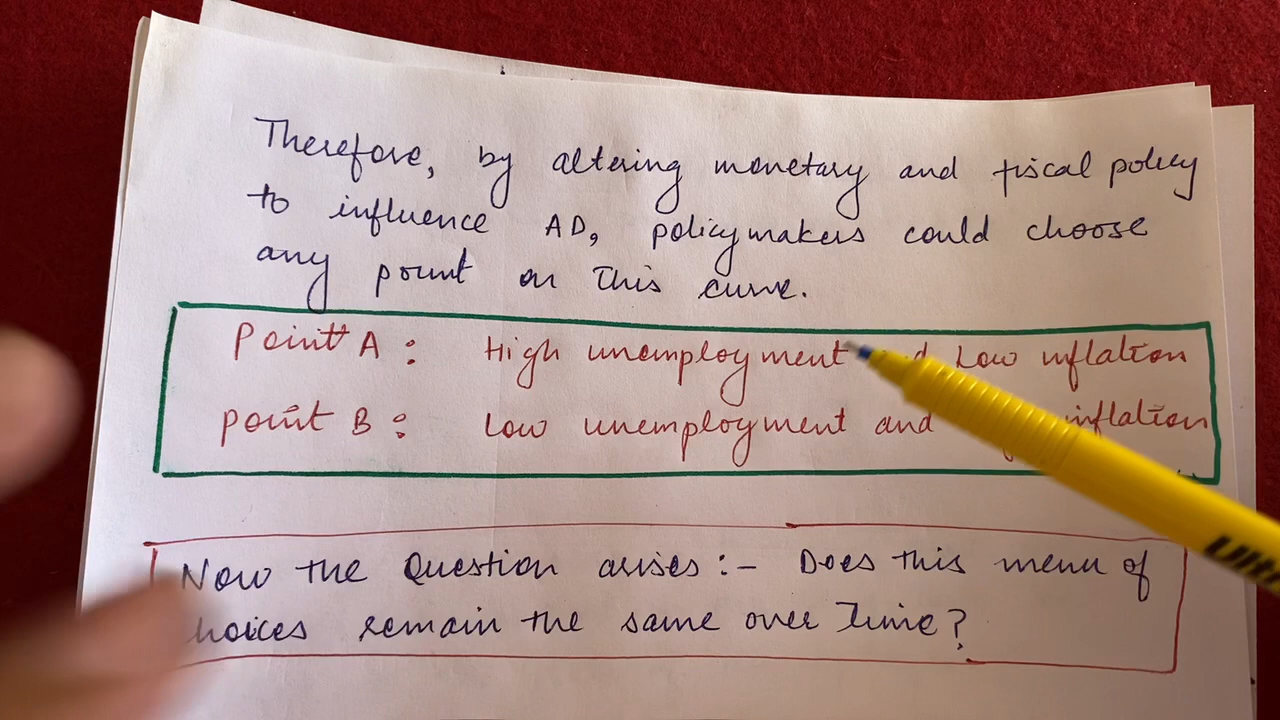 Therefore, by altering monetary and fiscal policy
to influence AD, policymakers could choose
any point on this curve.
Point A : High unemployment Low inflation
point B : Low unemployment and inflation
Now the Question arises :- Does this menu of
hoices remain the same over Time?
Ult